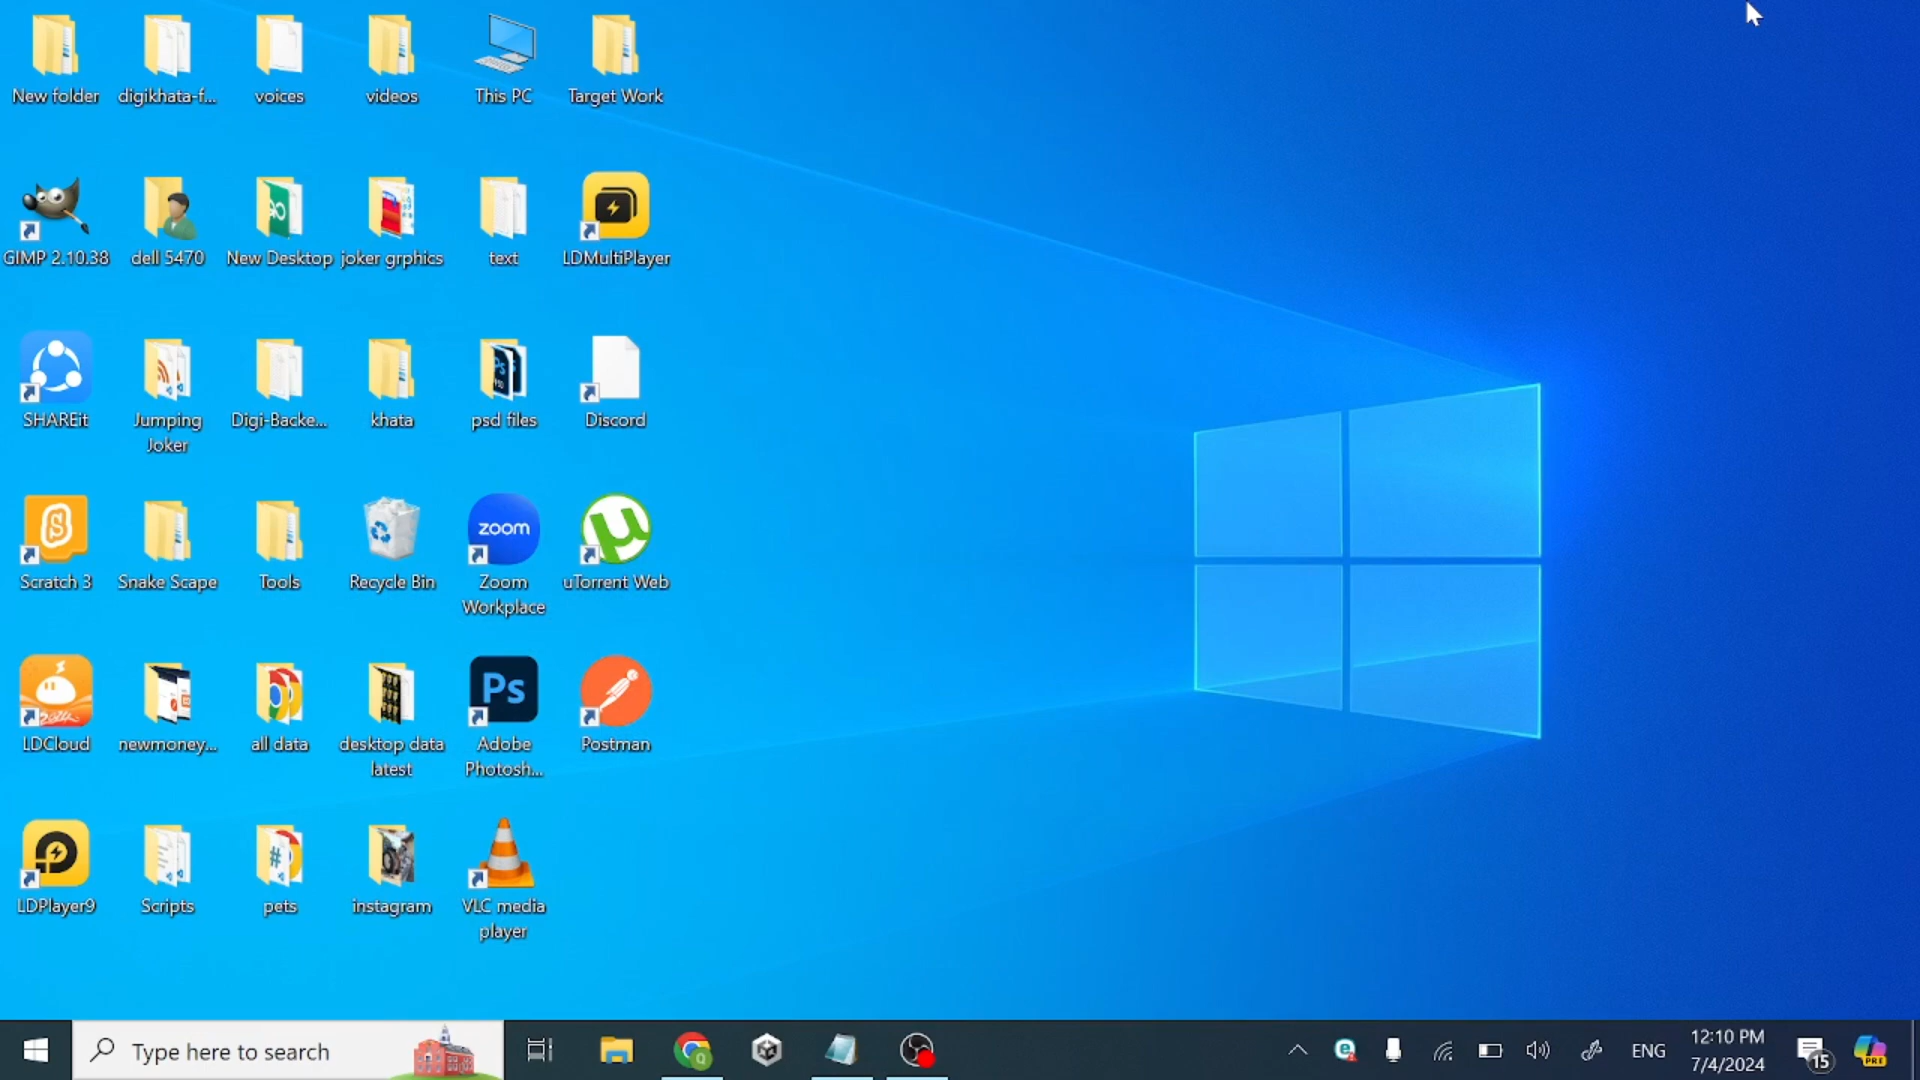 New folder
digikhata-f...
voices
videos
This PC
Target Work
GIMP 2.10.38
dell 5470
New Desktop
joker grphics
text
LDMultiPlayer
SHAREit
Jumping
Joker
Digi-Backe...
khata
psd files
Discord
Scratch 3
Snake Scape
Tools
Recycle Bin
zoom
Zoom
Workplace
uTorrent Web
LDCloud
newmoney...
all data
desktop data
latest
Ps
Adobe
Photosh...
Postman
LDPlayer9
Scripts
pets
instagram
VLC media
player
Type here to search
ENG
12:10 PM
7/4/2024
15
PRE